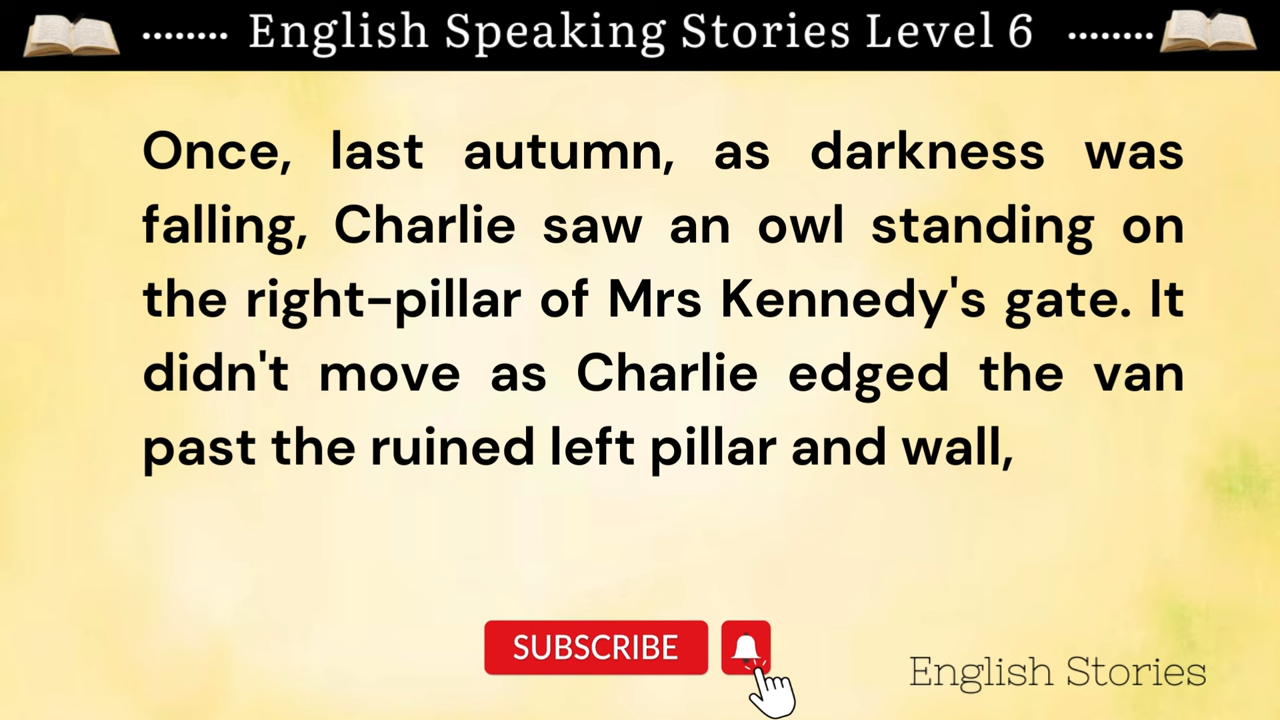 English Speaking Stories Level 6
Once, last autumn, as darkness was
falling, Charlie saw an owl standing on
the right-pillar of Mrs Kennedy's gate. It
didn't move as Charlie edged the van
past the ruined left pillar and wall,
SUBSCRIBE
English Stories